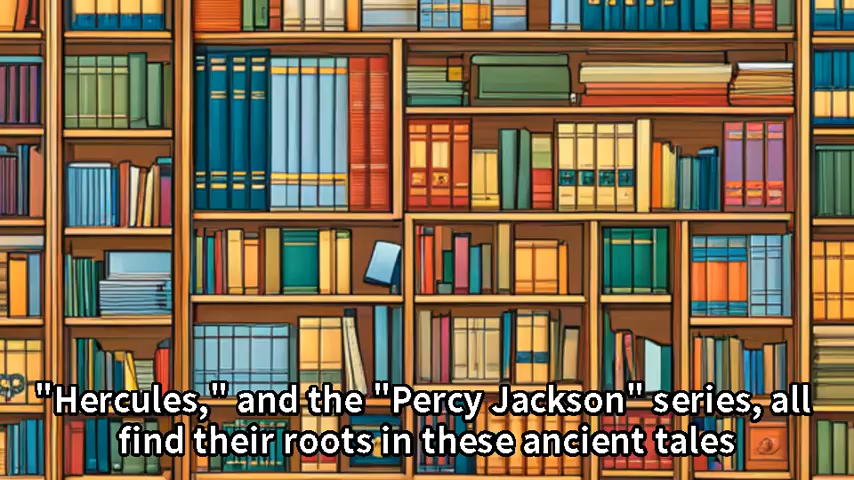 "Hercules," and the "Percy Jackson" series, all
find their roots in these ancient tales